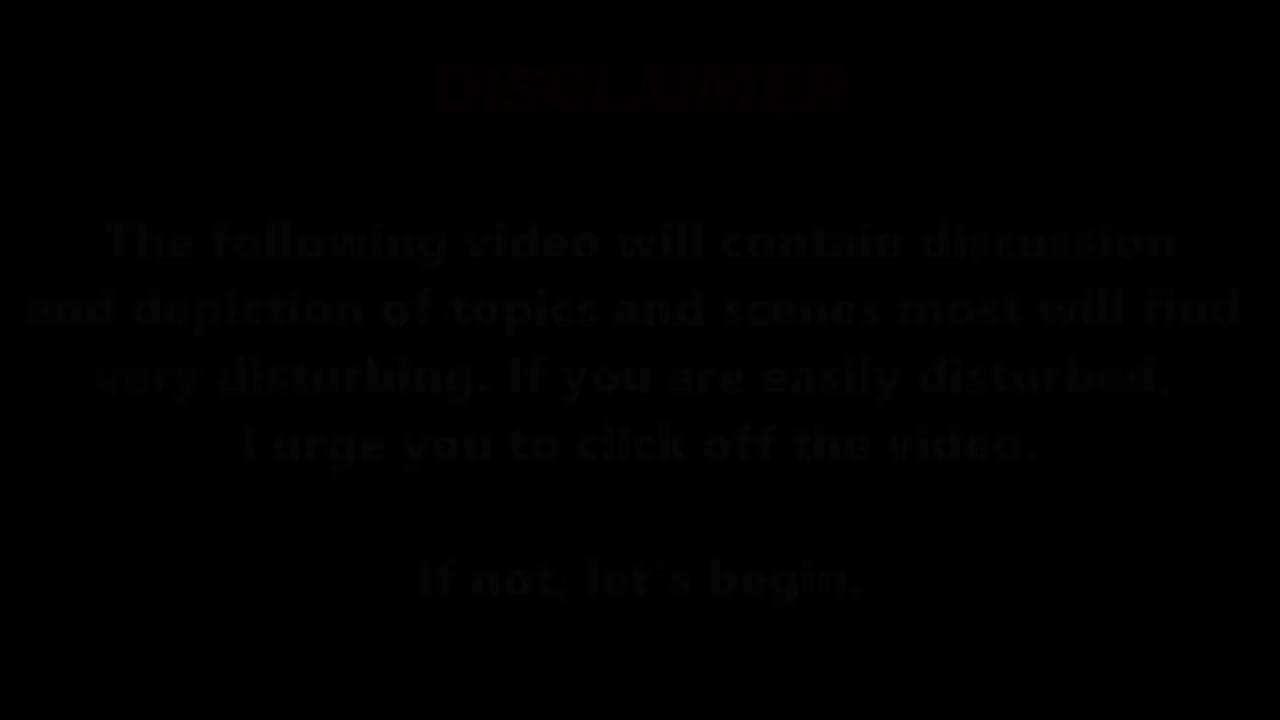 DISCLAIMER
The following video will contain discussion
and depiction of topics and scenes most will find
very disturbing. If you are easily disturbed,
I urge you to click off the video.
If not, let's begin.